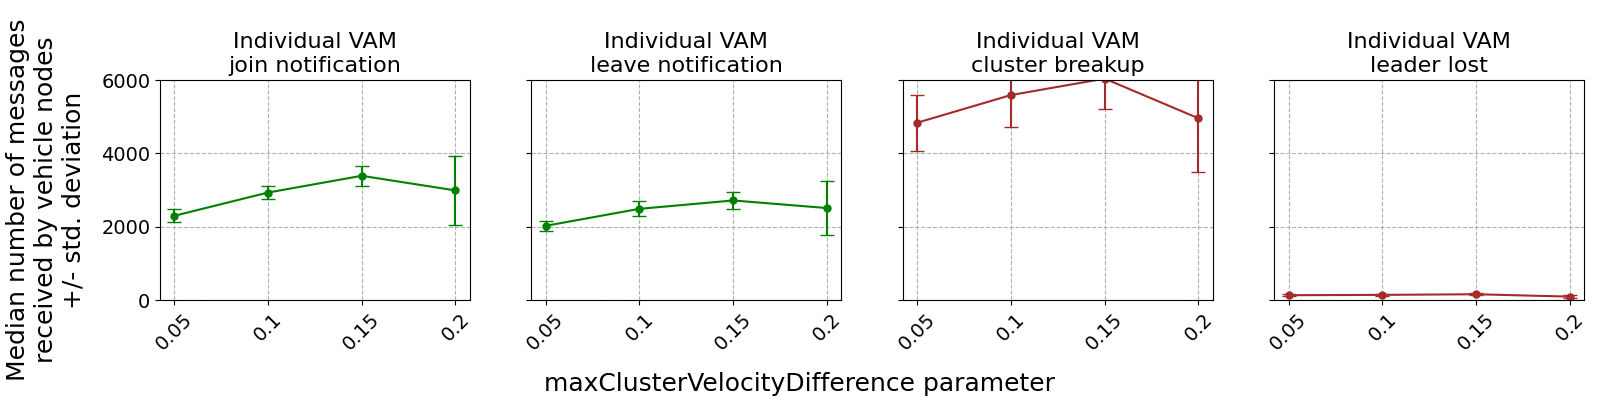 Median number of messages
received by vehicle nodes
+/- std. deviation
Individual VAM
join notification
6000
4000
2000
0
0.05
0.1
0.15
0.2
Individual VAM
leave notification
0.05
0.1
0.15
0.2
Individual VAM
cluster breakup
0.05
0.1
0.15
0.2
Individual VAM
leader lost
0.05
0.1
0.15
0.2
maxClusterVelocityDifference parameter